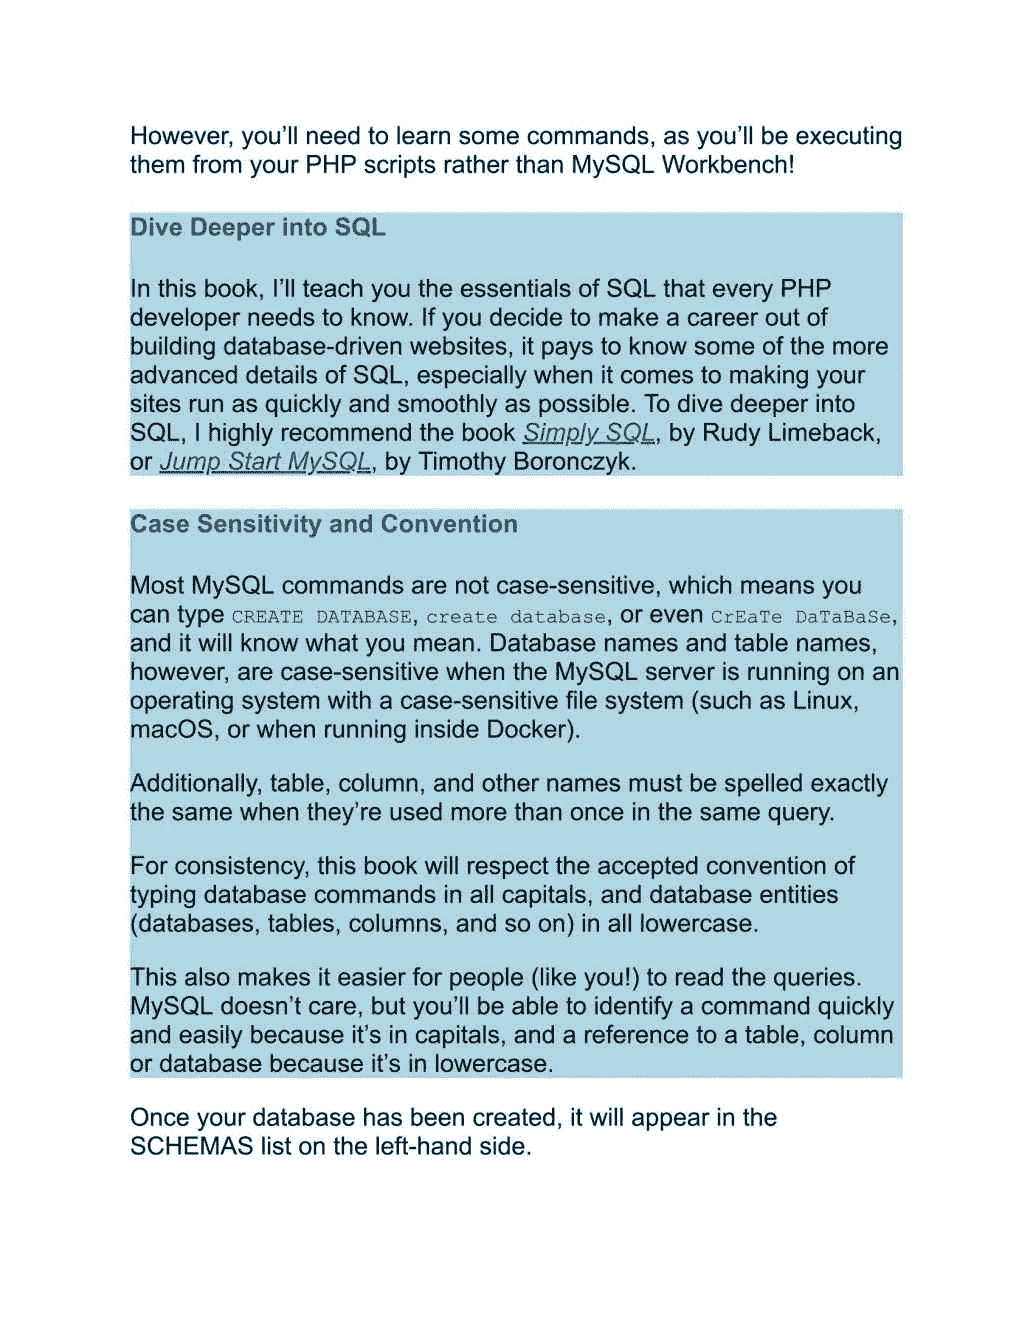 However, you’ll need to learn some commands, as you’ll be executing
them from your PHP scripts rather than MySQL Workbench!
Dive Deeper into SQL
In this book, I’ll teach you the essentials of SQL that every PHP
developer needs to know. If you decide to make a career out of
building database-driven websites, it pays to know some of the more
advanced details of SQL, especially when it comes to making your
sites run as quickly and smoothly as possible. To dive deeper into
SQL, I highly recommend the book Simply SQL, by Rudy Limeback,
or Jump Start MySQL, by Timothy Boronczyk.
Case Sensitivity and Convention
Most MySQL commands are not case-sensitive, which means you
can type CREATE DATABASE, create database, or even CrEaTe DaTaBaSe,
and it will know what you mean. Database names and table names,
however, are case-sensitive when the MySQL server is running on an
operating system with a case-sensitive file system (such as Linux,
macOS, or when running inside Docker).
Additionally, table, column, and other names must be spelled exactly
the same when they’re used more than once in the same query.
For consistency, this book will respect the accepted convention of
typing database commands in all capitals, and database entities
(databases, tables, columns, and so on) in all lowercase.
This also makes it easier for people (like you!) to read the queries.
MySQL doesn’t care, but you’ll be able to identify a command quickly
and easily because it’s in capitals, and a reference to a table, column
or database because it’s in lowercase.
Once your database has been created, it will appear in the
SCHEMAS list on the left-hand side.